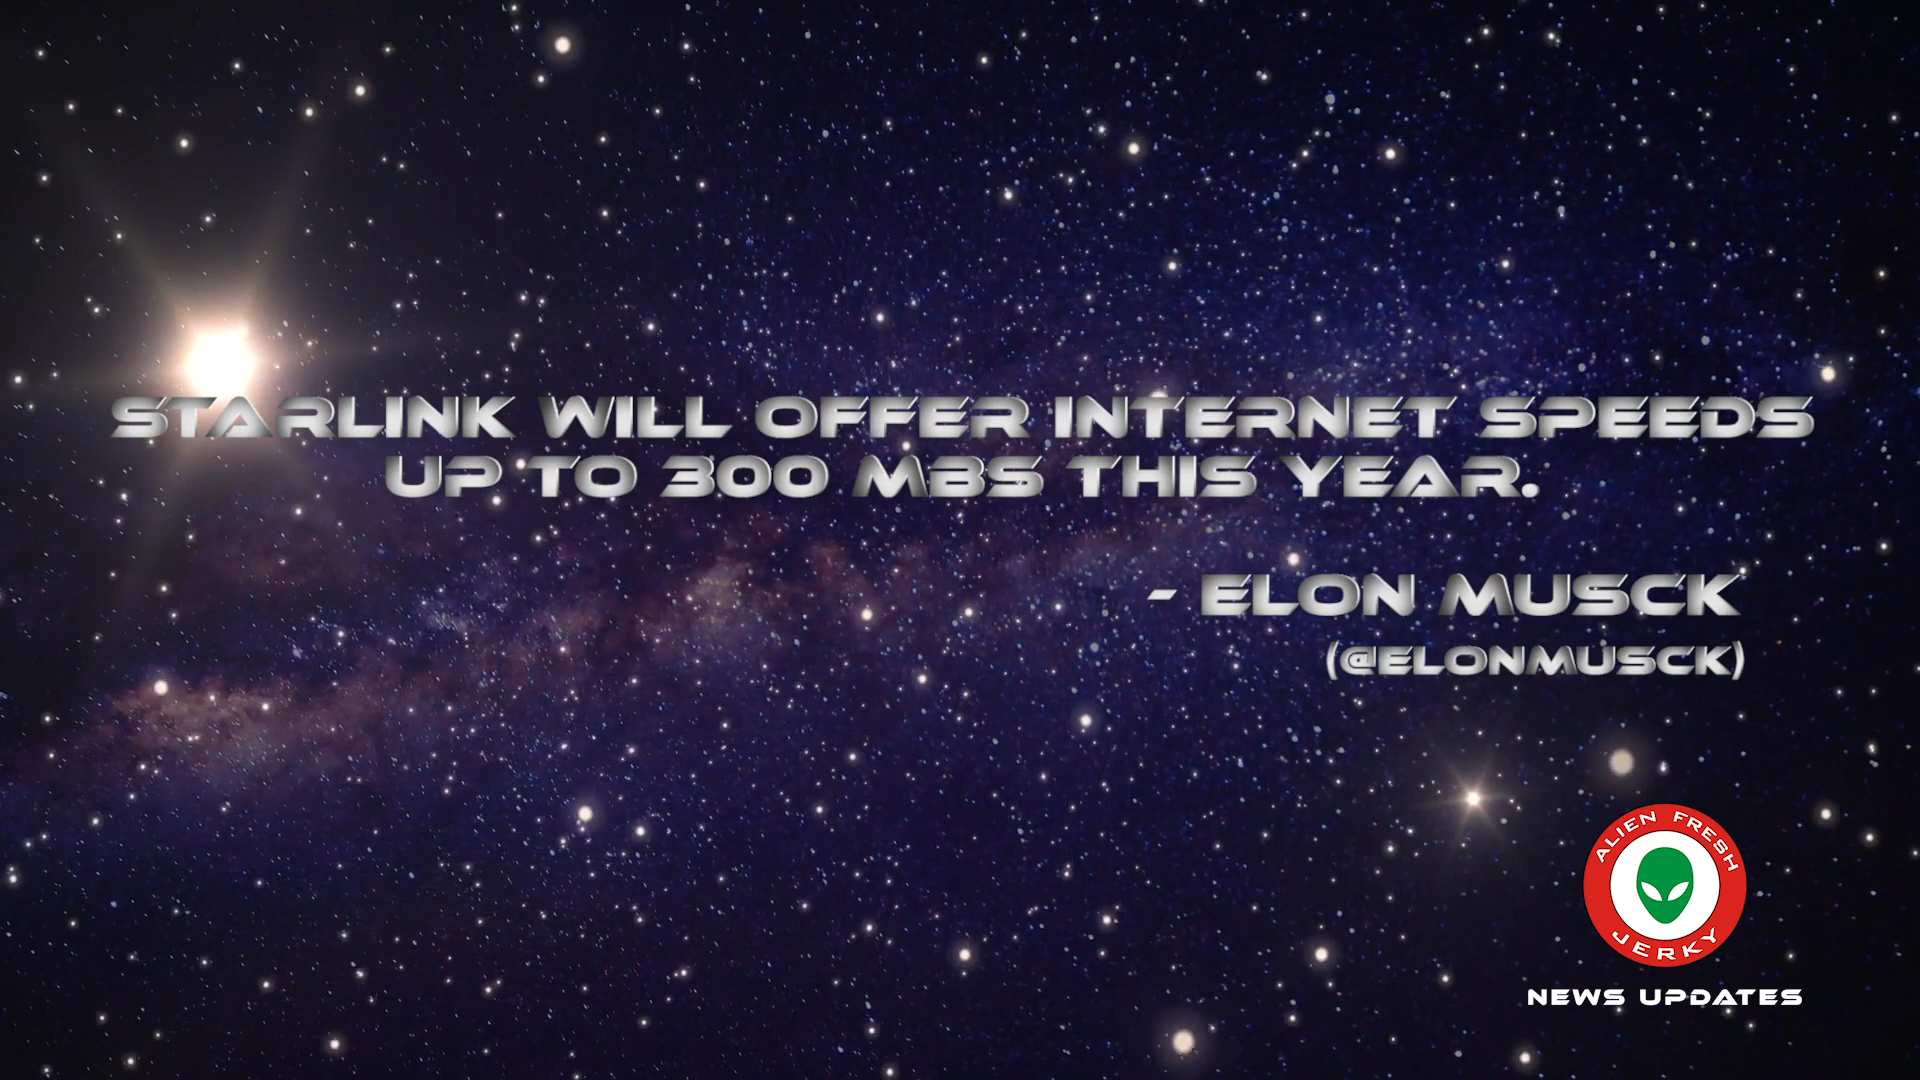 STARLINK WILL OFFER INTERNET SPEEDS
UP TO 300 MBS THIS YEAR.
- ELON MUSCK
(@ELONMUSCK)
ALIEN FRESH
JERKY
NEWS UPDATES